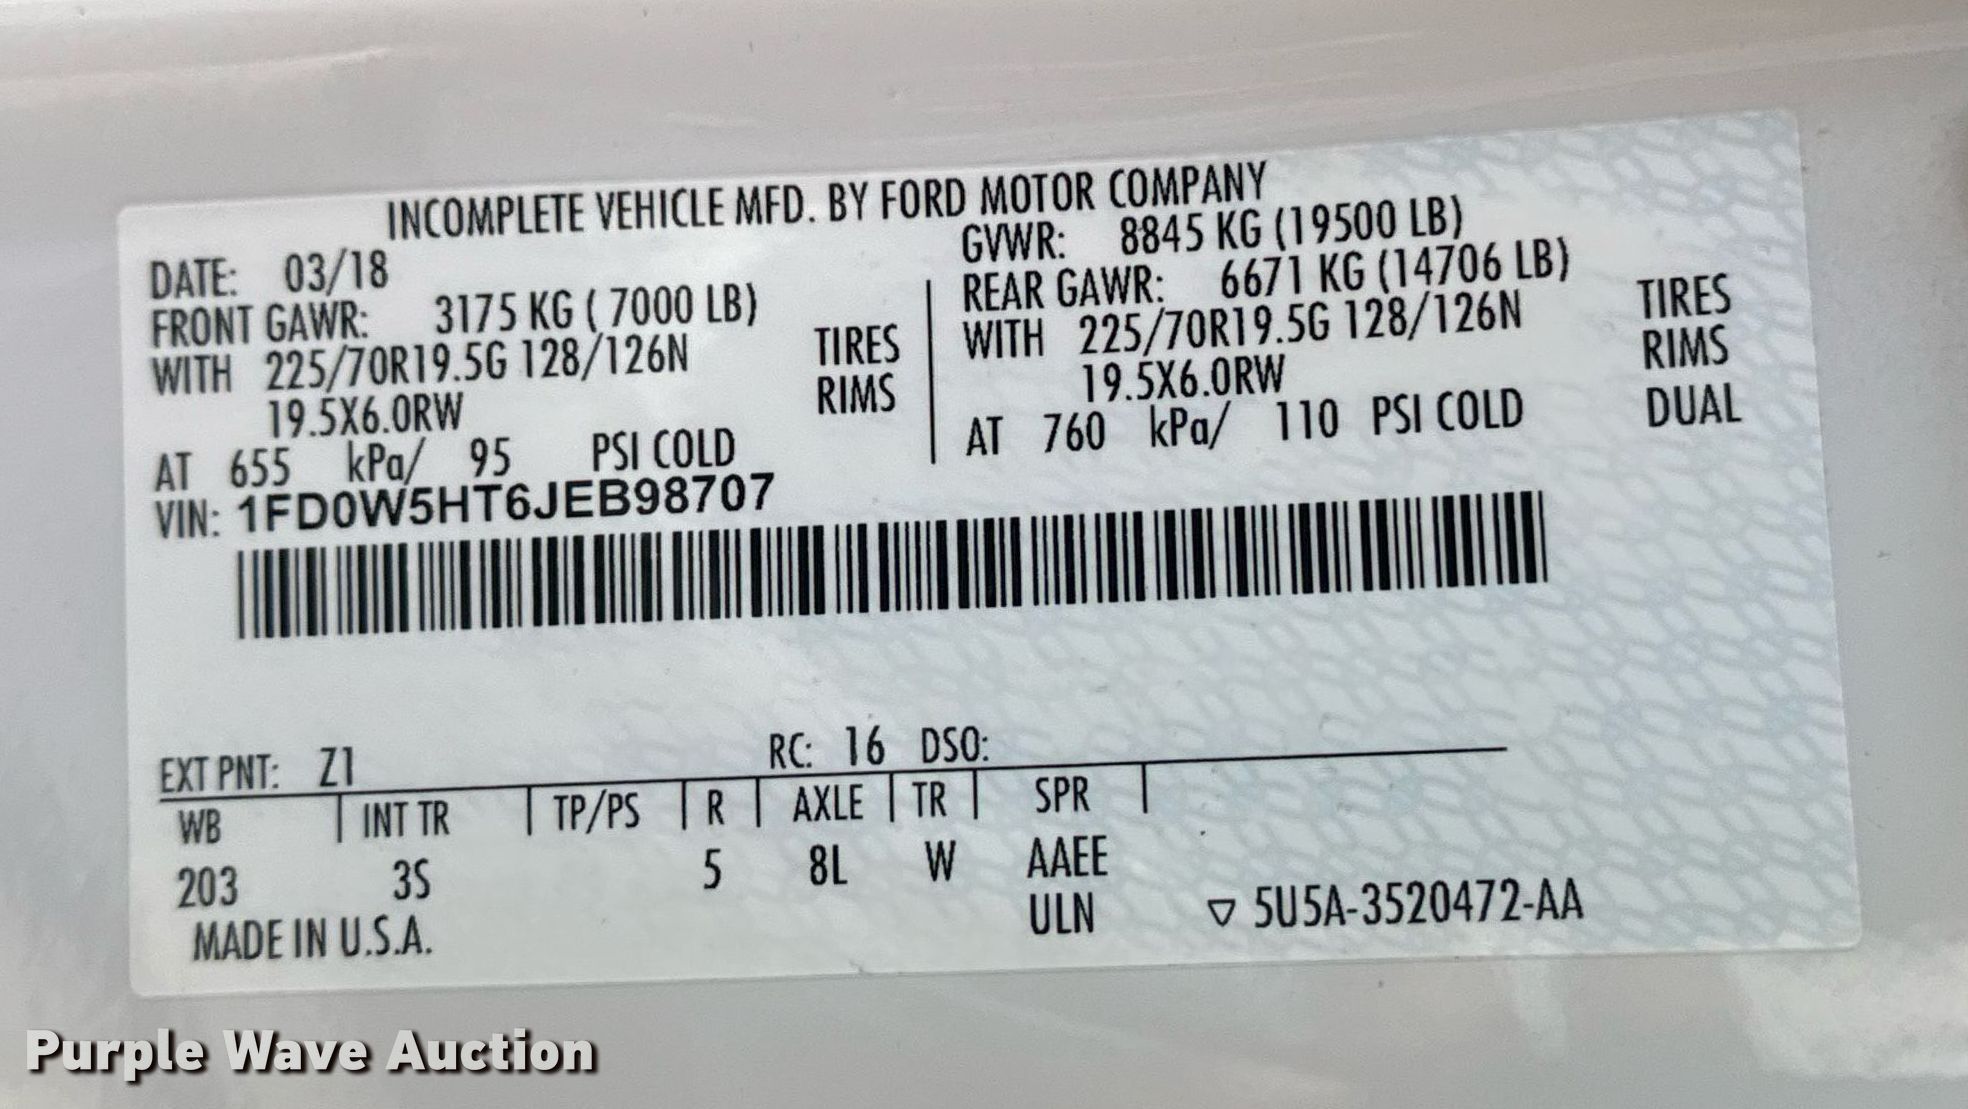 INCOMPLETE VEHICLE MFD. BY FORD MOTOR COMPANY
DATE: 03/18
GVWR: 8845 KG (19500 LB)
FRONT GAWR: 3175 KG ( 7000 LB)
REAR GAWR: 6671 KG (14706 LB)
WITH 225/70R19.5G 128/126N TIRES
WITH 225/70R19.5G 128/126N TIRES
19.5X6.0RW RIMS
19.5X6.0RW RIMS
AT 655 kPa/ 95 PSI COLD
AT 760 kPa/ 110 PSI COLD DUAL
VIN: 1FD0W5HT6JEB98707
EXT PNT: Z1 RC: 16 DSO:
WB INT TR TP/PS R AXLE TR SPR
203 3S 5 8L W AAEE
MADE IN U.S.A. ULN ▽ 5U5A-3520472-AA
Purple Wave Auction